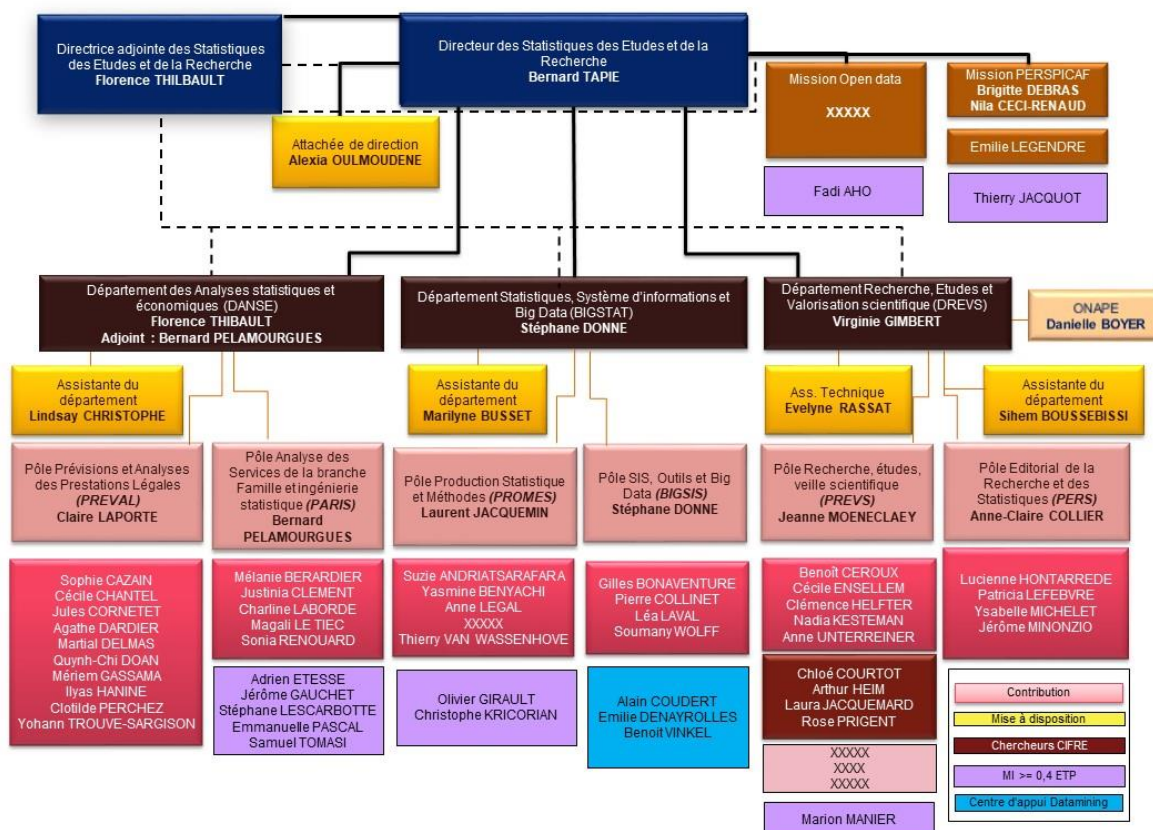 Directrice adjointe des Statistiques
des Etudes et de la Recherche
Florence THILBAULT
Directeur des Statistiques des Etudes et de la
Recherche
Bernard TAPIE
Mission Open data
XXXXX
Mission PERSPICAF
Brigitte DEBRAS
Nila CECI-RENAUD
Emilie LEGENDRE
Attachée de direction
Alexia OULMOUDENE
Fadi AHO
Thierry JACQUOT
Département des Analyses statistiques et
économiques (DANSE)
Florence THIBAULT
Adjoint : Bernard PELAMOURGUES
Département Statistiques, Système d'informations et
Big Data (BIGSTAT)
Stéphane DONNE
Département Recherche, Etudes et
Valorisation scientifique (DREVS)
Virginie GIMBERT
ONAPE
Danielle BOYER
Assistante du
département
Lindsay CHRISTOPHE
Assistante du
département
Marilyne BUSSET
Ass. Technique
Evelyne RASSAT
Assistante du
département
Sihem BOUSSEBISSI
Pôle Prévisions et Analyses
des Prestations Légales
(PREVAL)
Claire LAPORTE
Pôle Analyse des
Services de la branche
Famille et ingénierie
statistique (PARIS)
Bernard
PELAMOURGUES
Pôle Production Statistique
et Méthodes (PROMES)
Laurent JACQUEMIN
Pôle SIS, Outils et Big
Data (BIGSIS)
Stéphane DONNE
Pôle Recherche, études,
veille scientifique
(PREVS)
Jeanne MOENECLAEY
Pôle Editorial de la
Recherche et des
Statistiques (PERS)
Anne-Claire COLLIER
Sophie CAZAIN
Cécile CHANTEL
Jules CORNETET
Agathe DARDIER
Martial DELMAS
Quynh-Chi DOAN
Mériem GASSAMA
Ilyas HANINE
Clotilde PERCHEZ
Yohann TROUVE-SARGISON
Mélanie BERARDIER
Justinia CLEMENT
Charline LABORDE
Magali LE TIEC
Sonia RENOUARD
Adrien ETESSE
Jérôme GAUCHET
Stéphane LESCARBOTTE
Emmanuelle PASCAL
Samuel TOMASI
Suzie ANDRIATSARAFARA
Yasmine BENYACHI
Anne LEGAL
XXXXX
Thierry VAN WASSENHOVE
Olivier GIRAULT
Christophe KRICORIAN
Gilles BONAVENTURE
Pierre COLLINET
Léa LAVAL
Soumany WOLFF
Alain COUDERT
Emilie DENAYROLLES
Benoit VINKEL
Benoît CEROUX
Cécile ENSELLEM
Clémence HELFTER
Nadia KESTEMAN
Anne UNTERREINER
Chloé COURTOT
Arthur HEIM
Laura JACQUEMARD
Rose PRIGENT
XXXXX
XXXX
XXXXX
Marion MANIER
Lucienne HONTARREDE
Patricia LEFEBVRE
Ysabelle MICHELET
Jérôme MINONZIO
Contribution
Mise à disposition
Chercheurs CIFRE
MI >= 0,4 ETP
Centre d'appui Datamining